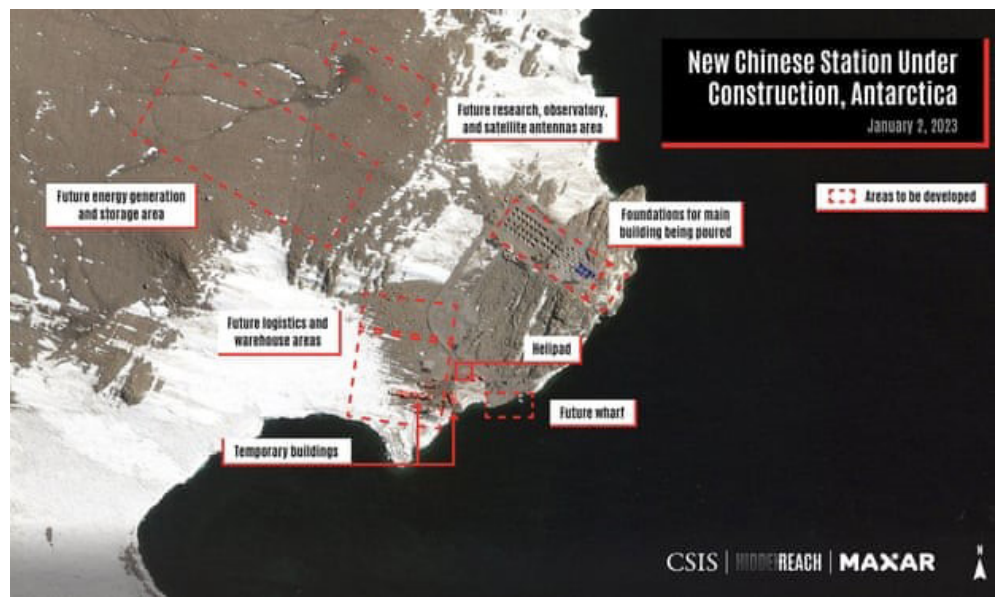 New Chinese Station Under
Construction, Antarctica
January 2, 2023
Areas to be developed
Future research, observatory,
and satellite antennas area
Future energy generation
and storage area
Foundations for main
building being poured
Future logistics and
warehouse areas
Helipad
Future wharf
Temporary buildings
CSIS | HIDDENREACH | MAXAR
N